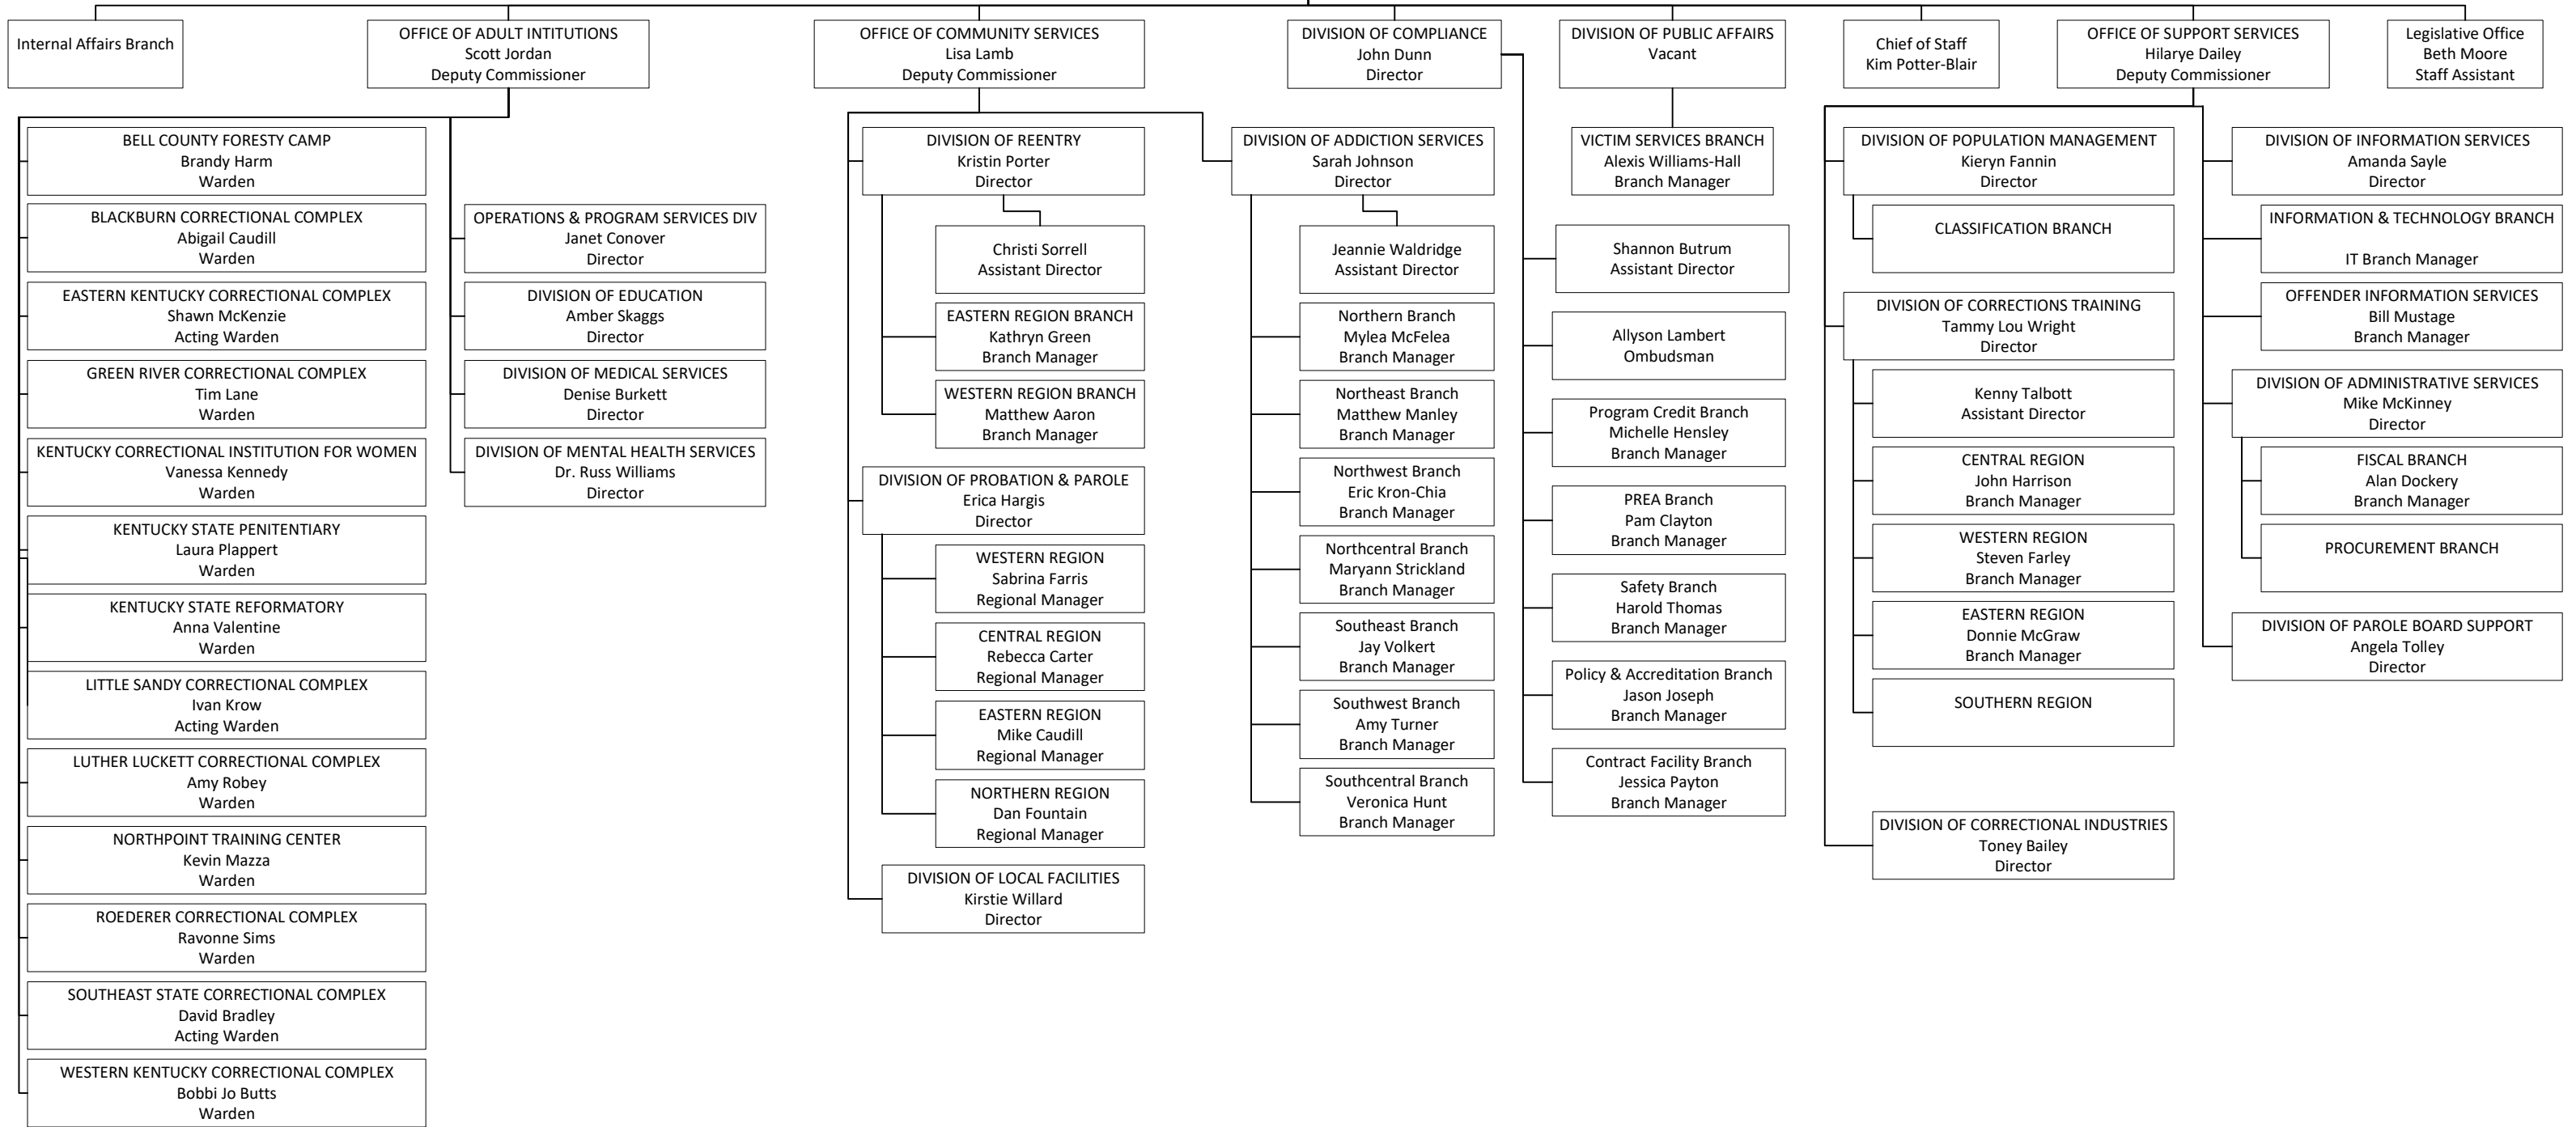 Internal Affairs Branch
OFFICE OF ADULT INTITUTIONS
Scott Jordan
Deputy Commissioner
OFFICE OF COMMUNITY SERVICES
Lisa Lamb
Deputy Commissioner
DIVISION OF COMPLIANCE
John Dunn
Director
DIVISION OF PUBLIC AFFAIRS
Vacant
Chief of Staff
Kim Potter-Blair
OFFICE OF SUPPORT SERVICES
Hilarye Dailey
Deputy Commissioner
Legislative Office
Beth Moore
Staff Assistant
BELL COUNTY FORESTY CAMP
Brandy Harm
Warden
BLACKBURN CORRECTIONAL COMPLEX
Abigail Caudill
Warden
EASTERN KENTUCKY CORRECTIONAL COMPLEX
Shawn McKenzie
Acting Warden
GREEN RIVER CORRECTIONAL COMPLEX
Tim Lane
Warden
KENTUCKY CORRECTIONAL INSTITUTION FOR WOMEN
Vanessa Kennedy
Warden
KENTUCKY STATE PENITENTIARY
Laura Plappert
Warden
KENTUCKY STATE REFORMATORY
Anna Valentine
Warden
LITTLE SANDY CORRECTIONAL COMPLEX
Ivan Krow
Acting Warden
LUTHER LUCKETT CORRECTIONAL COMPLEX
Amy Robey
Warden
NORTHPOINT TRAINING CENTER
Kevin Mazza
Warden
ROEDERER CORRECTIONAL COMPLEX
Ravonne Sims
Warden
SOUTHEAST STATE CORRECTIONAL COMPLEX
David Bradley
Acting Warden
WESTERN KENTUCKY CORRECTIONAL COMPLEX
Bobbi Jo Butts
Warden
OPERATIONS & PROGRAM SERVICES DIV
Janet Conover
Director
DIVISION OF EDUCATION
Amber Skaggs
Director
DIVISION OF MEDICAL SERVICES
Denise Burkett
Director
DIVISION OF MENTAL HEALTH SERVICES
Dr. Russ Williams
Director
DIVISION OF REENTRY
Kristin Porter
Director
Christi Sorrell
Assistant Director
EASTERN REGION BRANCH
Kathryn Green
Branch Manager
WESTERN REGION BRANCH
Matthew Aaron
Branch Manager
DIVISION OF PROBATION & PAROLE
Erica Hargis
Director
WESTERN REGION
Sabrina Farris
Regional Manager
CENTRAL REGION
Rebecca Carter
Regional Manager
EASTERN REGION
Mike Caudill
Regional Manager
NORTHERN REGION
Dan Fountain
Regional Manager
DIVISION OF LOCAL FACILITIES
Kirstie Willard
Director
DIVISION OF ADDICTION SERVICES
Sarah Johnson
Director
Jeannie Waldridge
Assistant Director
Northern Branch
Mylea McFelea
Branch Manager
Northeast Branch
Matthew Manley
Branch Manager
Northwest Branch
Eric Kron-Chia
Branch Manager
Northcentral Branch
Maryann Strickland
Branch Manager
Southeast Branch
Jay Volkert
Branch Manager
Southwest Branch
Amy Turner
Branch Manager
Southcentral Branch
Veronica Hunt
Branch Manager
VICTIM SERVICES BRANCH
Alexis Williams-Hall
Branch Manager
Shannon Butrum
Assistant Director
Allyson Lambert
Ombudsman
Program Credit Branch
Michelle Hensley
Branch Manager
PREA Branch
Pam Clayton
Branch Manager
Safety Branch
Harold Thomas
Branch Manager
Policy & Accreditation Branch
Jason Joseph
Branch Manager
Contract Facility Branch
Jessica Payton
Branch Manager
DIVISION OF POPULATION MANAGEMENT
Kieryn Fannin
Director
CLASSIFICATION BRANCH
DIVISION OF CORRECTIONS TRAINING
Tammy Lou Wright
Director
Kenny Talbott
Assistant Director
CENTRAL REGION
John Harrison
Branch Manager
WESTERN REGION
Steven Farley
Branch Manager
EASTERN REGION
Donnie McGraw
Branch Manager
SOUTHERN REGION
DIVISION OF CORRECTIONAL INDUSTRIES
Toney Bailey
Director
DIVISION OF INFORMATION SERVICES
Amanda Sayle
Director
INFORMATION & TECHNOLOGY BRANCH
IT Branch Manager
OFFENDER INFORMATION SERVICES
Bill Mustage
Branch Manager
DIVISION OF ADMINISTRATIVE SERVICES
Mike McKinney
Director
FISCAL BRANCH
Alan Dockery
Branch Manager
PROCUREMENT BRANCH
DIVISION OF PAROLE BOARD SUPPORT
Angela Tolley
Director